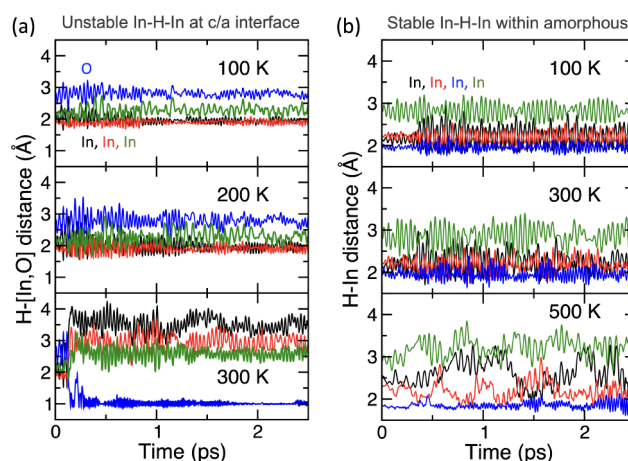 (a)
Unstable In-H-In at c/a interface
(b)
Stable In-H-In within amorphous
H-[In,O] distance (Å)
4
3
2
1
O
100 K
In, In, In
4
3
2
1
200 K
4
3
2
1
300 K
0 1 2
Time (ps)
H-In distance (Å)
4
3
2
100 K
In, In, In, In
4
3
2
300 K
4
3
2
500 K
0 1 2
Time (ps)